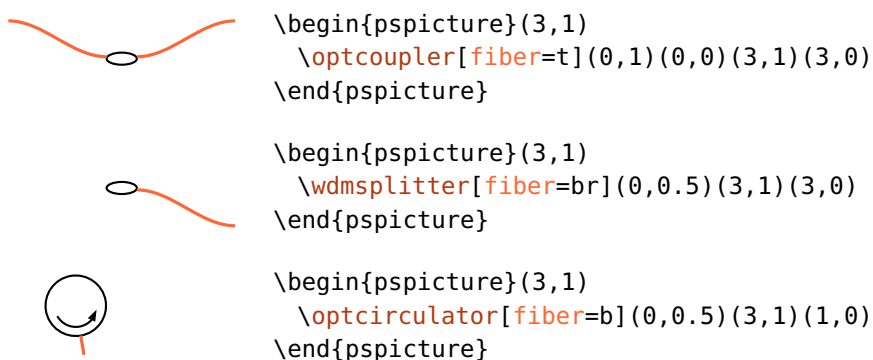 \begin{pspicture}(3,1)
  \optcoupler[fiber=t](0,1)(0,0)(3,1)(3,0)
\end{pspicture}
\begin{pspicture}(3,1)
  \wdmsplitter[fiber=br](0,0.5)(3,1)(3,0)
\end{pspicture}
\begin{pspicture}(3,1)
  \optcirculator[fiber=b](0,0.5)(3,1)(1,0)
\end{pspicture}